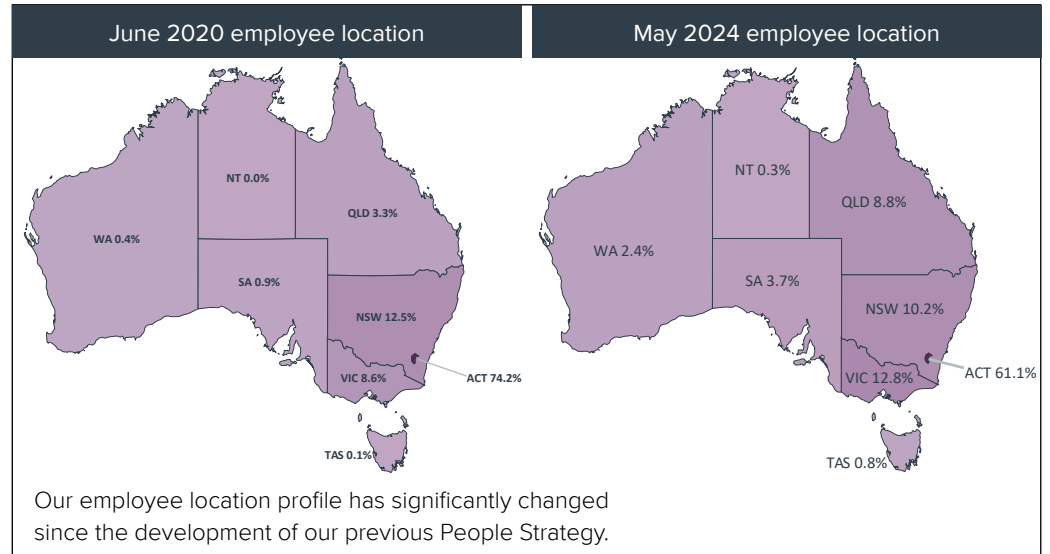 June 2020 employee location
NT 0.0%
QLD 3.3%
WA 0.4%
SA 0.9%
NSW 12.5%
VIC 8.6%
ACT 74.2%
TAS 0.1%
May 2024 employee location
NT 0.3%
QLD 8.8%
WA 2.4%
SA 3.7%
NSW 10.2%
ACT 61.1%
VIC 12.8%
TAS 0.8%
Our employee location profile has significantly changed
since the development of our previous People Strategy.